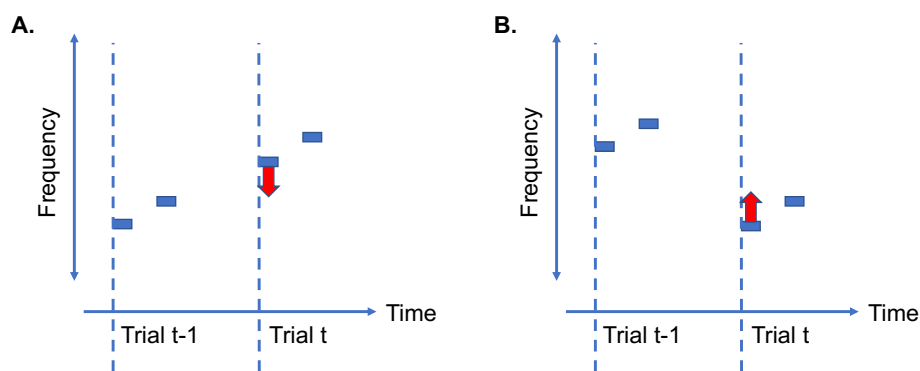 A.
Frequency
Time
Trial t-1
Trial t
B.
Frequency
Time
Trial t-1
Trial t